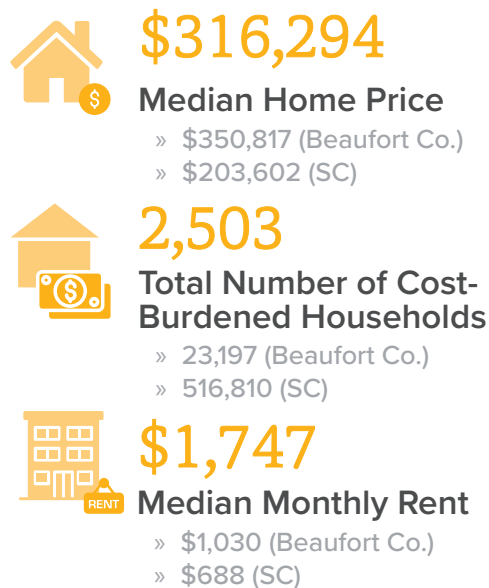 $316,294
$
Median Home Price
» $350,817 (Beaufort Co.)
» $203,602 (SC)
2,503
$
Total Number of Cost-
Burdened Households
» 23,197 (Beaufort Co.)
» 516,810 (SC)
$1,747
RENT
Median Monthly Rent
» $1,030 (Beaufort Co.)
» $688 (SC)